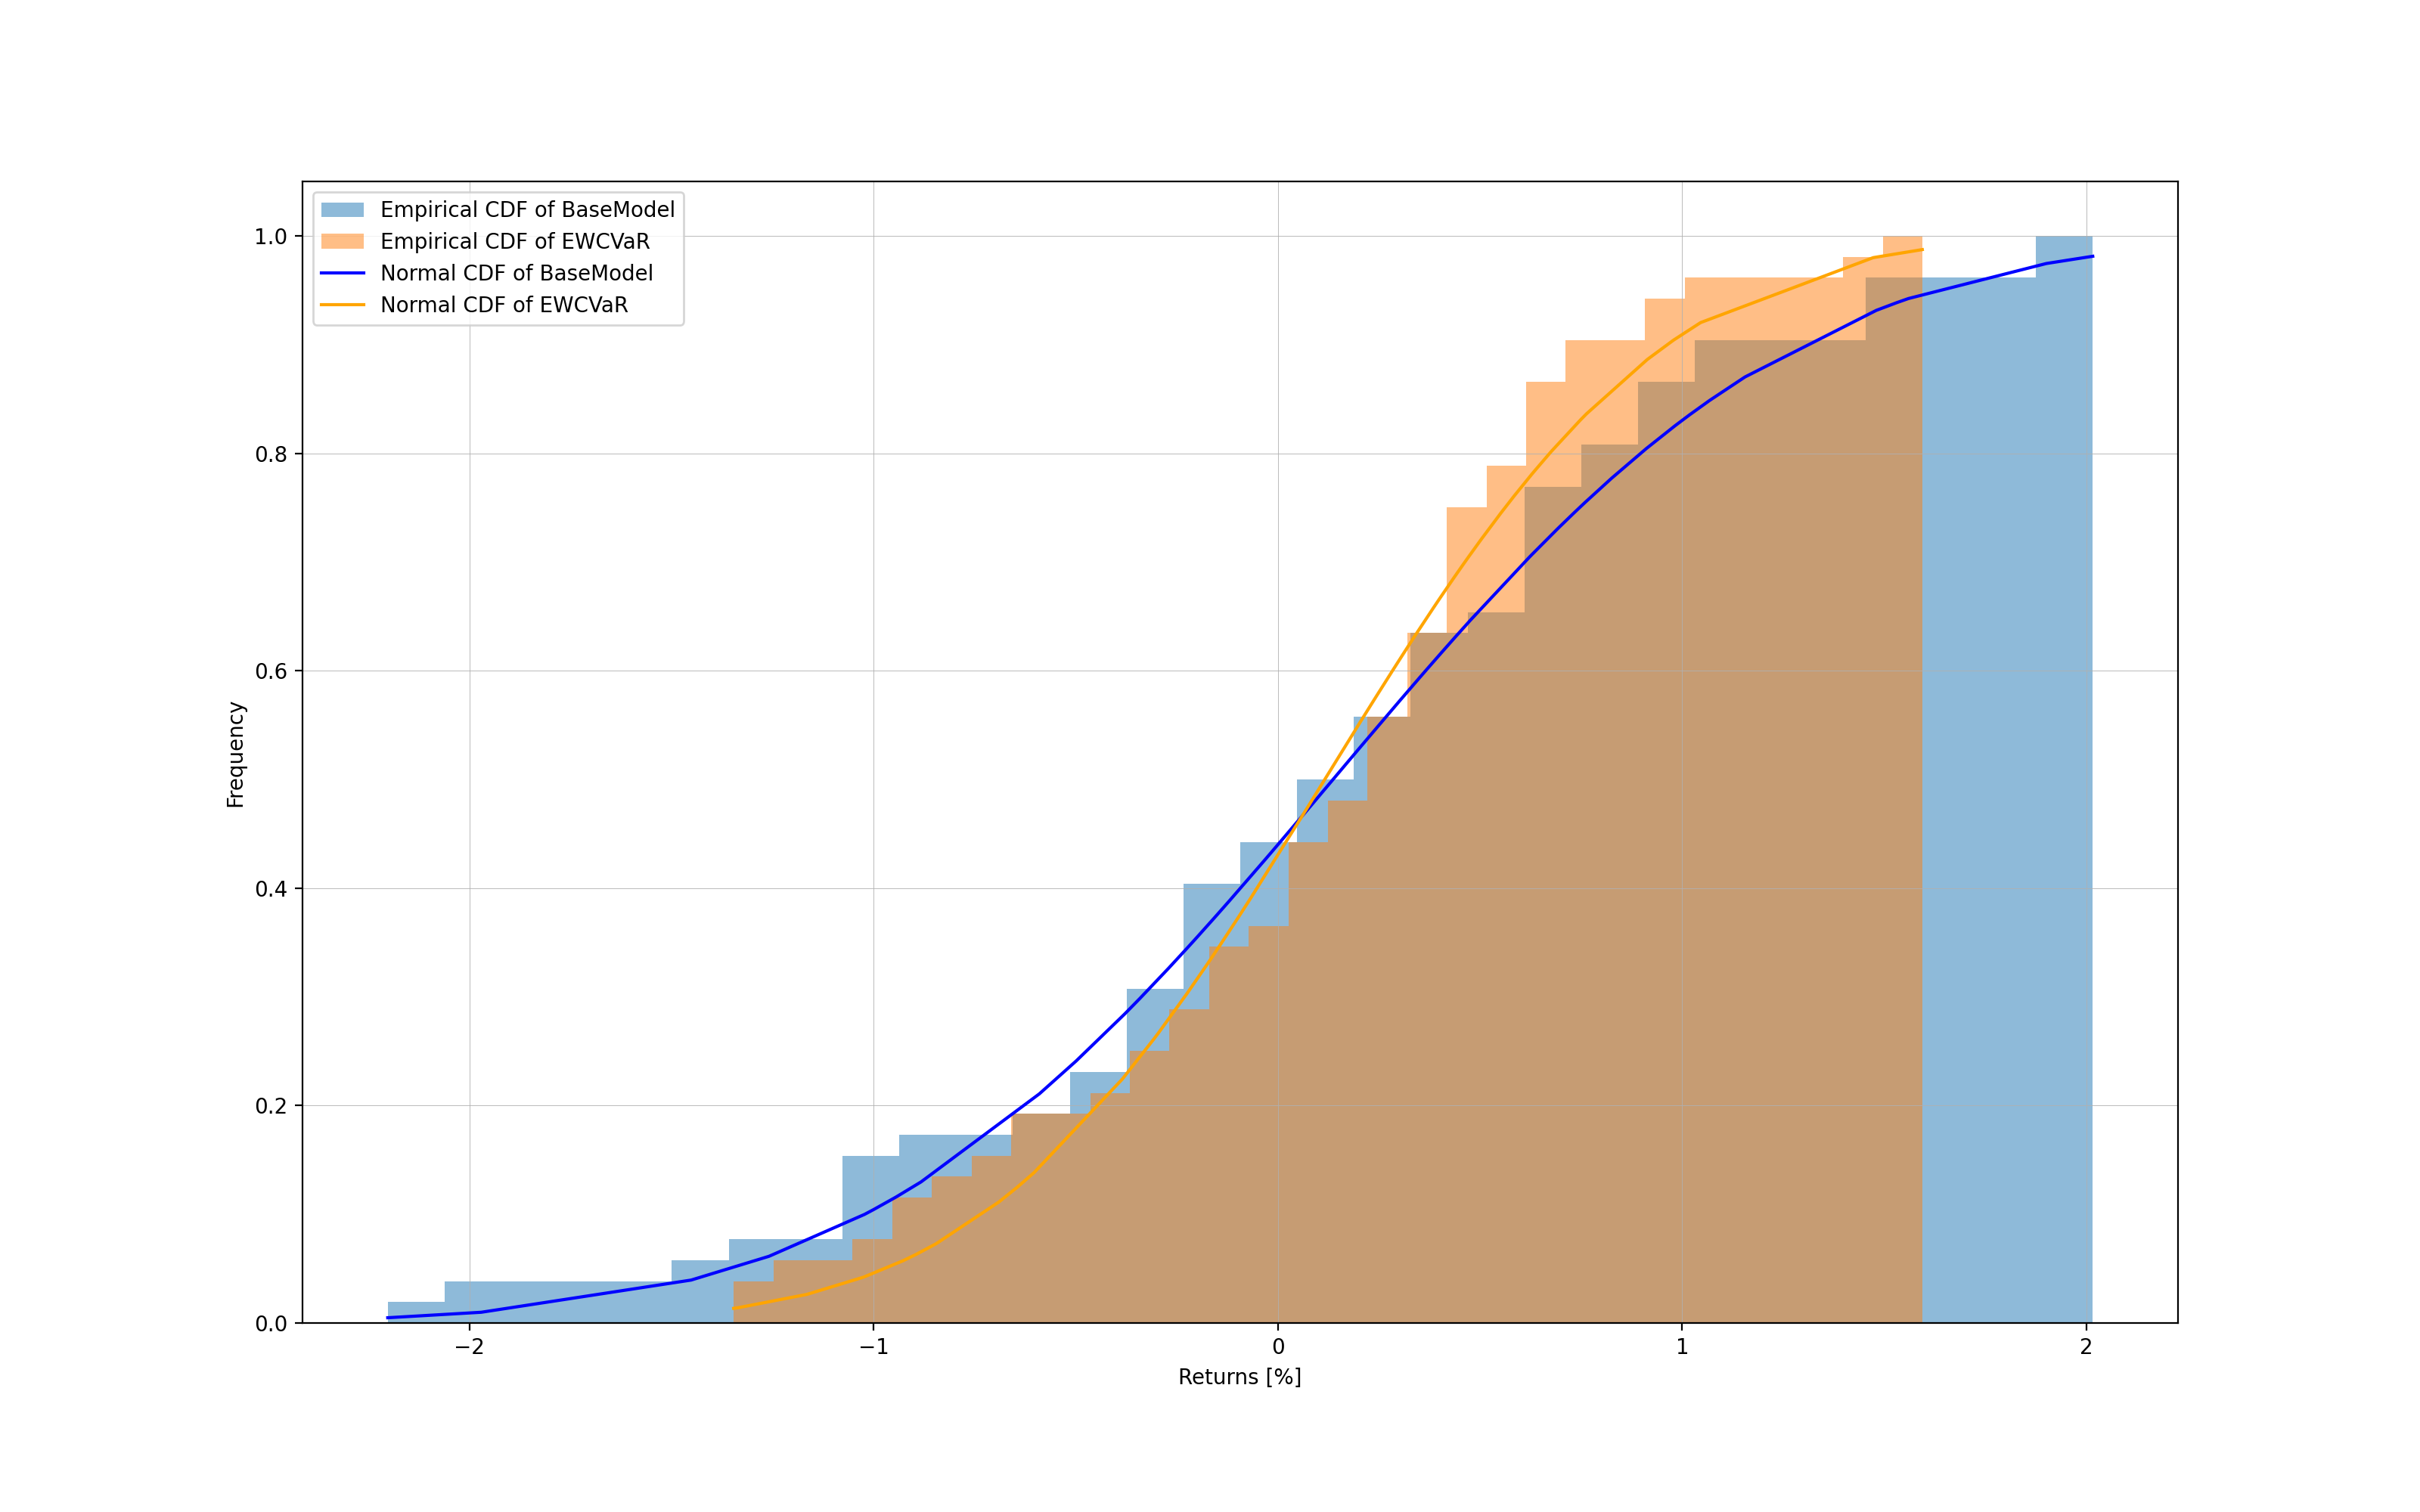 Empirical CDF of BaseModel
Empirical CDF of EWCVaR
Normal CDF of BaseModel
Normal CDF of EWCVaR
1.0
0.8
0.6
0.4
0.2
0.0
Frequency
−2
−1
0
1
2
Returns [%]